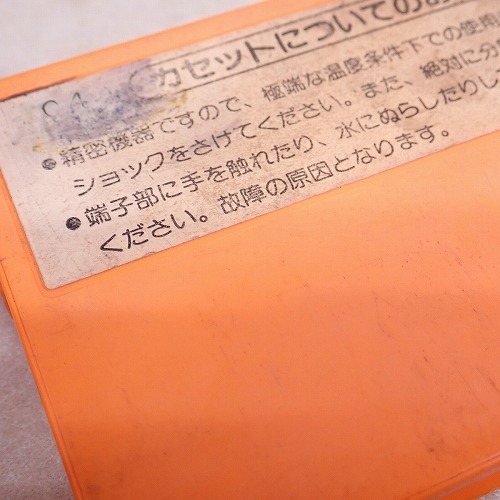 カセットについての
●精密機器ですので、極端な温度条件下での使用
ショックをさけてください。また、絶対に分
●端子部に手を触れたり、水にぬらしたりし
ください。故障の原因となります。